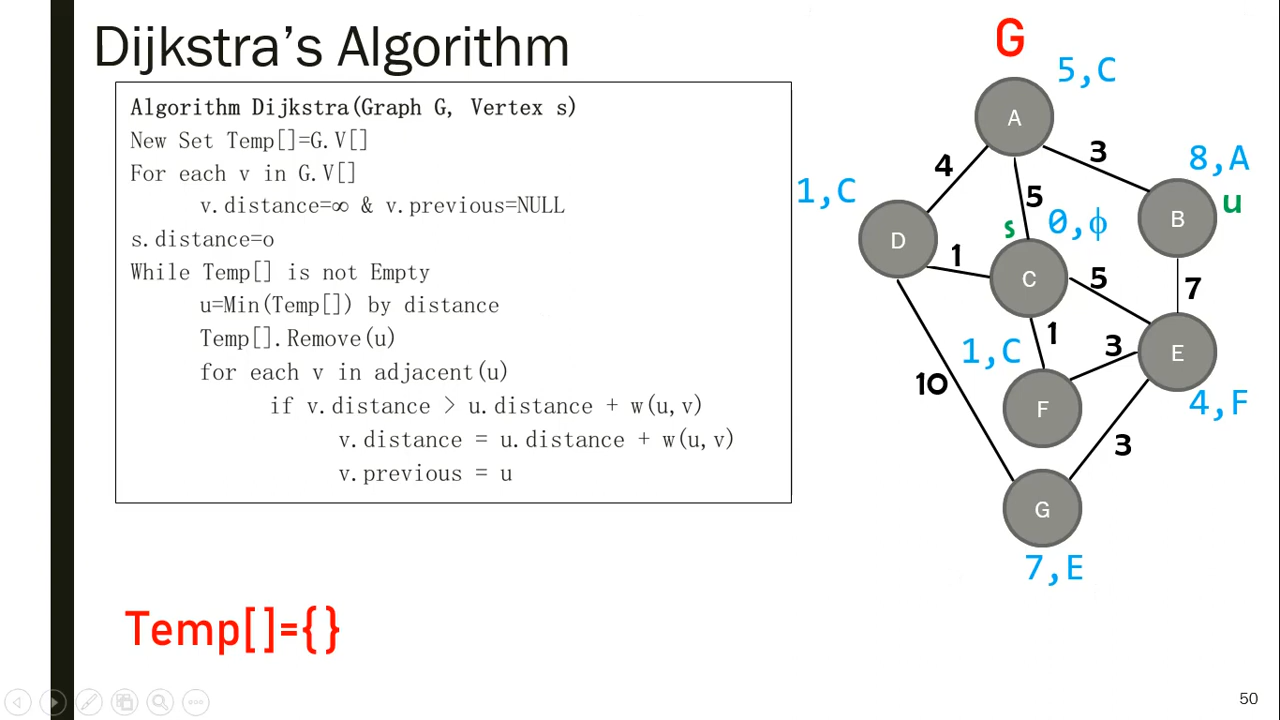 Dijkstra's Algorithm
Algorithm Dijkstra(Graph G, Vertex s)
New Set Temp[]=G.V[]
For each v in G.V[]
v.distance=∞ & v.previous=NULL
s.distance=o
While Temp[] is not Empty
u=Min(Temp[]) by distance
Temp[].Remove(u)
for each v in adjacent(u)
if v.distance > u.distance + w(u,v)
v.distance = u.distance + w(u,v)
v.previous = u
Temp[]={}
G
5,C
A
4
3
8,A
1,C
5
u
s
0,ϕ
B
D
1
C
5
7
1,C
1
3
E
10
F
4,F
3
G
7,E
50